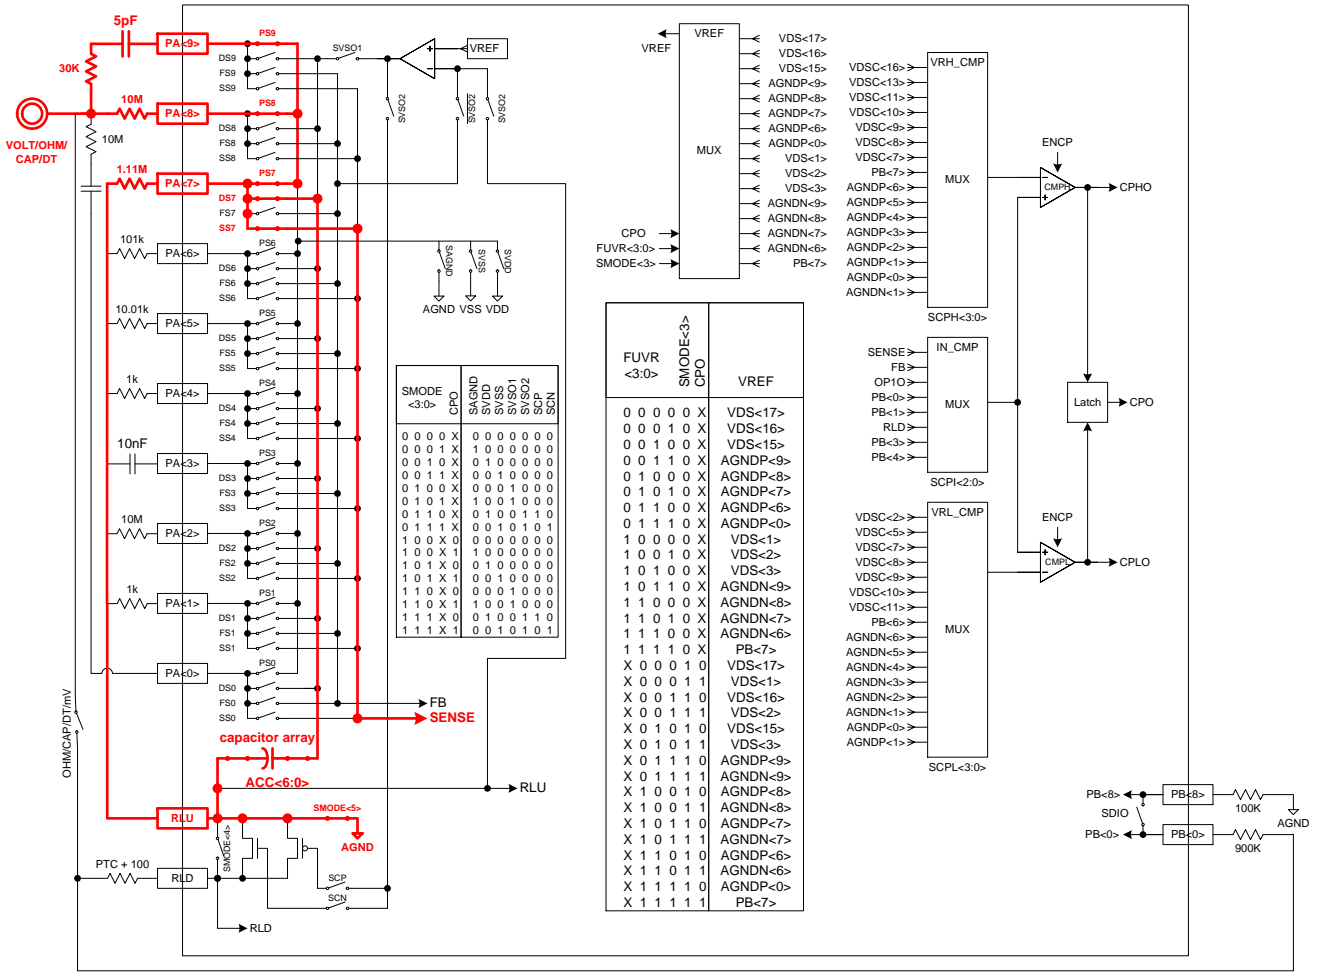 5pF
30K
10M
VOLT/OHM/
CAP/DT
10M
1.11M
101k
10.01k
1k
10nF
10M
1k
PTC + 100
OHM/CAP/DT/mV
PA<9>
PA<8>
PA<7>
PA<6>
PA<5>
PA<4>
PA<3>
PA<2>
PA<1>
PA<0>
RLU
RLD
PS9
DS9
FS9
SS9
PS8
DS8
FS8
SS8
PS7
DS7
FS7
SS7
PS6
DS6
FS6
SS6
PS5
DS5
FS5
SS5
PS4
DS4
FS4
SS4
PS3
DS3
FS3
SS3
PS2
DS2
FS2
SS2
PS1
DS1
FS1
SS1
PS0
DS0
FS0
SS0
SVSO1
VREF
SVSO2
SVSO2
SVSO2
SAGND
SVSS
SVDD
AGND VSS VDD
FB
SENSE
capacitor array
ACC<6:0>
RLU
SMODE<5>
AGND
SMODE<4>
SCP
SCN
RLD
SMODE
<3:0>
CPO
SAGND
SVDD
SVSS
SVSO1
SVSO2
SCP
SCN
0 0 0 0 X 0 0 0 0 0 0 0
0 0 0 1 X 1 0 0 0 0 0 0
0 0 1 0 X 0 1 0 0 0 0 0
0 0 1 1 X 0 0 1 0 0 0 0
0 1 0 0 X 0 0 0 1 0 0 0
0 1 0 1 X 1 0 0 1 0 0 0
0 1 1 0 X 0 1 0 0 1 1 0
0 1 1 1 X 0 0 1 0 1 0 1
1 0 0 X 0 0 0 0 0 0 0 0
1 0 0 X 1 1 0 0 0 0 0 0
1 0 1 X 0 0 1 0 0 0 0 0
1 0 1 X 1 0 0 1 0 0 0 0
1 1 0 X 0 0 0 0 1 0 0 0
1 1 0 X 1 1 0 0 1 0 0 0
1 1 1 X 0 0 1 0 0 1 1 0
1 1 1 X 1 0 0 1 0 1 0 1
VREF
VREF
MUX
CPO
FUVR<3:0>
SMODE<3>
VDS<17>
VDS<16>
VDS<15>
AGNDP<9>
AGNDP<8>
AGNDP<7>
AGNDP<6>
AGNDP<0>
VDS<1>
VDS<2>
VDS<3>
AGNDN<9>
AGNDN<8>
AGNDN<7>
AGNDN<6>
PB<7>
FUVR
<3:0>
SMODE<3>
CPO
VREF
0 0 0 0 0 X VDS<17>
0 0 0 1 0 X VDS<16>
0 0 1 0 0 X VDS<15>
0 0 1 1 0 X AGNDP<9>
0 1 0 0 0 X AGNDP<8>
0 1 0 1 0 X AGNDP<7>
0 1 1 0 0 X AGNDP<6>
0 1 1 1 0 X AGNDP<0>
1 0 0 0 0 X VDS<1>
1 0 0 1 0 X VDS<2>
1 0 1 0 0 X VDS<3>
1 0 1 1 0 X AGNDN<9>
1 1 0 0 0 X AGNDN<8>
1 1 0 1 0 X AGNDN<7>
1 1 1 0 0 X AGNDN<6>
1 1 1 1 0 X PB<7>
X 0 0 0 1 0 VDS<17>
X 0 0 0 1 1 VDS<1>
X 0 0 1 1 0 VDS<16>
X 0 0 1 1 1 VDS<2>
X 0 1 0 1 0 VDS<15>
X 0 1 0 1 1 VDS<3>
X 0 1 1 1 0 AGNDP<9>
X 0 1 1 1 1 AGNDN<9>
X 1 0 0 1 0 AGNDP<8>
X 1 0 0 1 1 AGNDN<8>
X 1 0 1 1 0 AGNDP<7>
X 1 0 1 1 1 AGNDN<7>
X 1 1 0 1 0 AGNDP<6>
X 1 1 0 1 1 AGNDN<6>
X 1 1 1 1 0 AGNDP<0>
X 1 1 1 1 1 PB<7>
VRH_CMP
MUX
VDSC<16>
VDSC<13>
VDSC<11>
VDSC<10>
VDSC<9>
VDSC<8>
VDSC<7>
PB<7>
AGNDP<6>
AGNDP<5>
AGNDP<4>
AGNDP<3>
AGNDP<2>
AGNDP<1>
AGNDP<0>
AGNDN<1>
SCPH<3:0>
IN_CMP
MUX
SENSE
FB
OP1O
PB<0>
PB<1>
RLD
PB<3>
PB<4>
SCPI<2:0>
VRL_CMP
MUX
VDSC<2>
VDSC<5>
VDSC<7>
VDSC<8>
VDSC<9>
VDSC<10>
VDSC<11>
PB<6>
AGNDN<6>
AGNDN<5>
AGNDN<4>
AGNDN<3>
AGNDN<2>
AGNDN<1>
AGNDP<0>
AGNDP<1>
SCPL<3:0>
ENCP
CMPH
CPHO
Latch
CPO
ENCP
CMPL
CPLO
PB<8>
PB<8>
100K
AGND
SDIO
PB<0>
PB<0>
900K